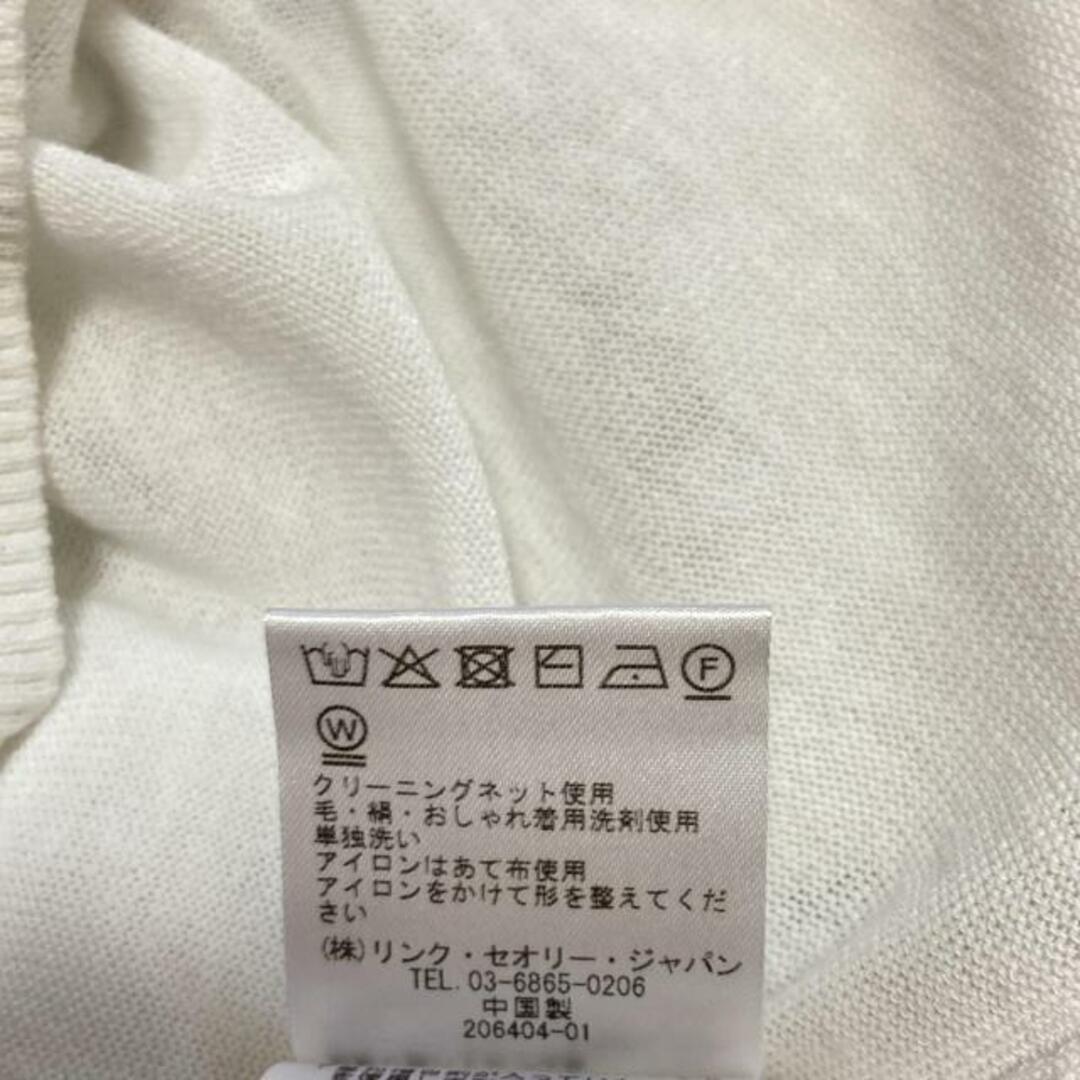 F
W
クリーニングネット使用
毛・絹・おしゃれ着用洗剤使用
単独洗い
アイロンはあて布使用
アイロンをかけて形を整えてくだ
さい
(株)リンク・セオリー・ジャパン
TEL. 03-6865-0206
中国製
206404-01